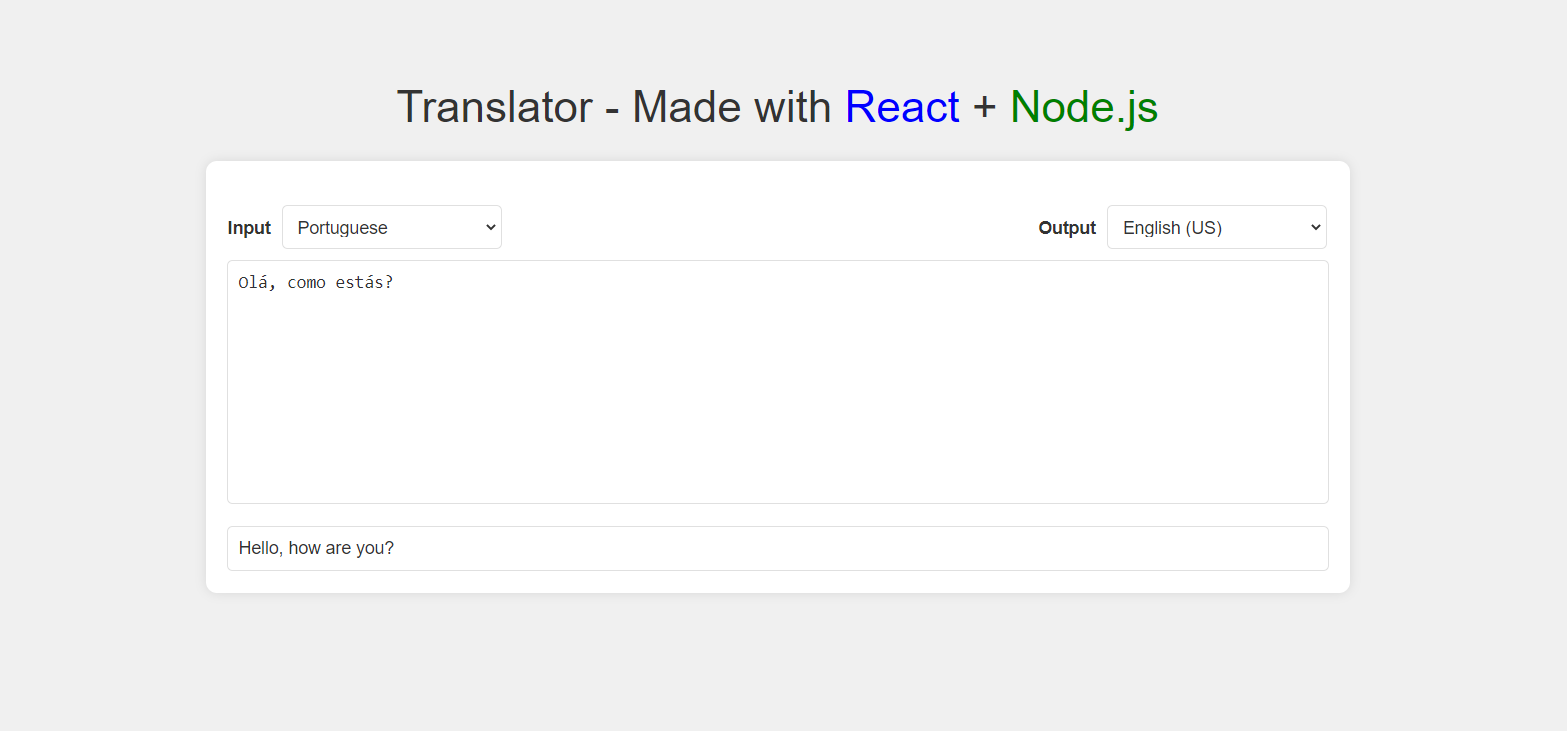 Translator - Made with React + Node.js
Input Portuguese Output English (US)
Olá, como estás?
Hello, how are you?